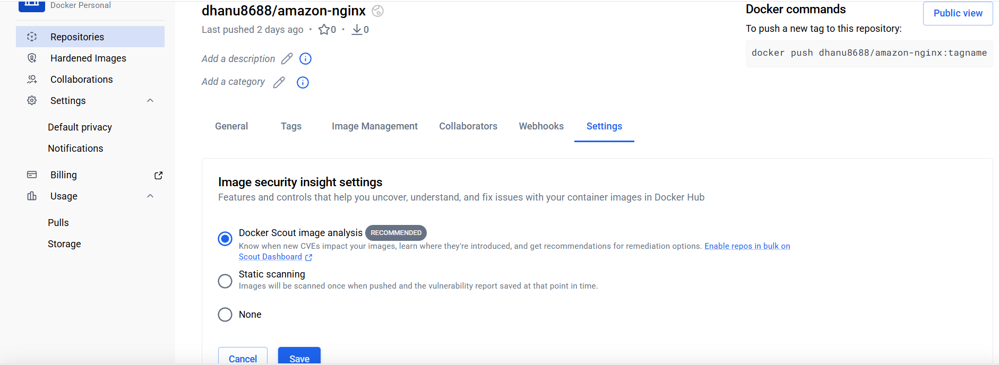 Docker Personal
Repositories
Hardened Images
Collaborations
Settings
Default privacy
Notifications
Billing
Usage
Pulls
Storage
dhanu8688/amazon-nginx
Last pushed 2 days ago • 0 • 0
Add a description
Add a category
Docker commands
Public view
To push a new tag to this repository:
docker push dhanu8688/amazon-nginx:tagname
General Tags Image Management Collaborators Webhooks Settings
Image security insight settings
Features and controls that help you uncover, understand, and fix issues with your container images in Docker Hub
Docker Scout image analysis RECOMMENDED
Know when new CVEs impact your images, learn where they're introduced, and get recommendations for remediation options. Enable repos in bulk on
Scout Dashboard
Static scanning
Images will be scanned once when pushed and the vulnerability report saved at that point in time.
None
Cancel Save